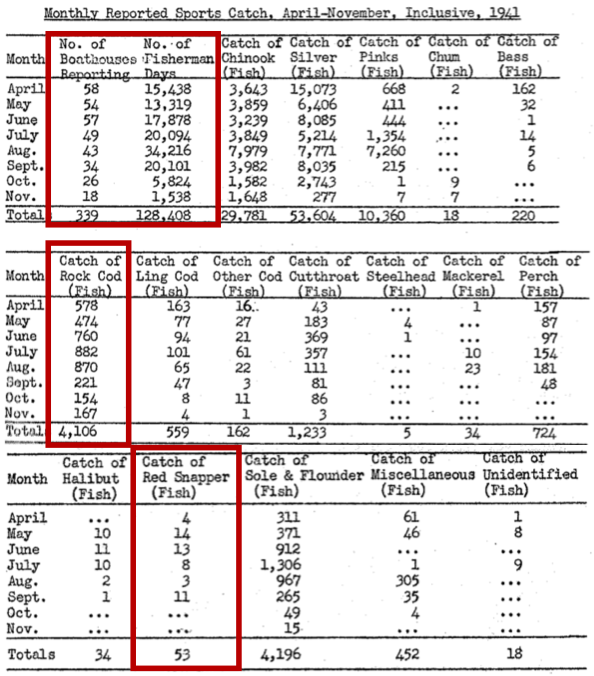 Monthly Reported Sports Catch, April-November, Inclusive, 1941
No. of No. of Catch of Catch of Catch of Catch of Catch of
Month Boathouses Fisherman Chinook Silver Pinks Chum Bass
Reporting Days (Fish) (Fish) (Fish) (Fish) (Fish)
April 58 15,438 3,643 15,073 668 2 162
May 54 13,319 3,859 6,406 411 ... 32
June 57 17,878 3,239 8,085 444 ... 1
July 49 20,094 3,849 5,214 1,354 ... 14
Aug. 43 34,216 7,979 7,771 7,260 ... 5
Sept. 34 20,101 3,982 8,035 215 ... 6
Oct. 26 5,824 1,582 2,743 1 9 ...
Nov. 18 1,538 1,648 277 7 7 ...
Totals 339 128,408 29,781 53,604 10,360 18 220
Catch of Catch of Catch of Catch of Catch of Catch of Catch of
Month Rock Cod Ling Cod Other Cod Cutthroat Steelhead Mackerel Perch
(Fish) (Fish) (Fish) (Fish) (Fish) (Fish) (Fish)
April 578 163 16.. 43 ... 1 157
May 474 77 27 183 4 ... 87
June 760 94 21 369 1 ... 97
July 882 101 61 357 ... 10 154
Aug. 870 65 22 111 ... 23 181
Sept. 221 47 3 81 ... ... 48
Oct. 154 8 11 86 ... ... ...
Nov. 167 4 1 3 ... ... ...
Total 4,106 559 162 1,233 5 34 724
Catch of Catch of Catch of Catch of Catch of
Month Halibut Red Snapper Sole & Flounder Miscellaneous Unidentified
(Fish) (Fish) (Fish) (Fish) (Fish)
April ... 4 311 61 1
May 10 14 371 46 8
June 11 13 912 ... ...
July 10 8 1,306 1 9
Aug. 2 3 967 305 ...
Sept. 1 11 265 35 ...
Oct. ... ... 49 4 ...
Nov. ... ... 15 ... ...
Totals 34 53 4,196 452 18